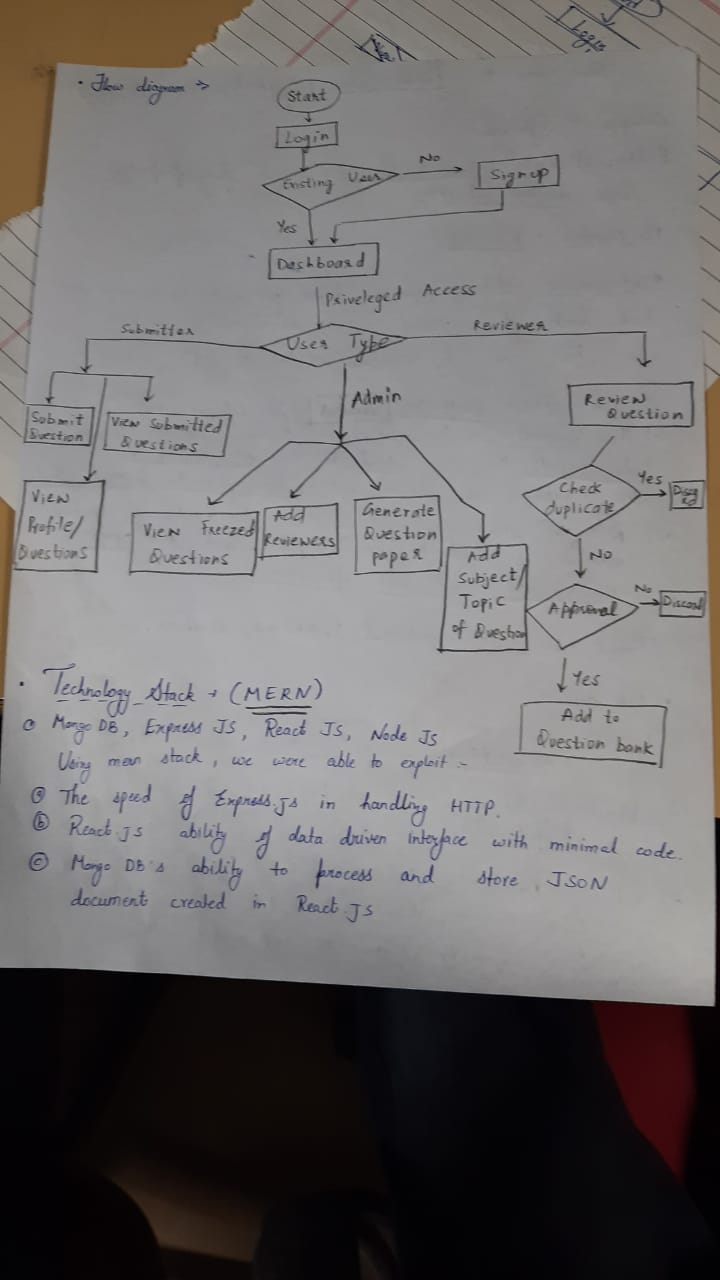 Login
• Flow diagram →
Start
Login
Existing User
No
Sign up
Yes
Dashboard
Priveleged Access
Submitter
User Type
Reviewer
Admin
Submit
Question
View Submitted
Questions
View
Profile/
Questions
View Freezed
Questions
Add
Reviewers
Generate
Question
paper
Add
Subject/
Topic
of Question
Review
Question
Check
duplicate
Yes
No
Approval
No
Discard
Yes
Add to
Question bank
• Technology Stack → (MERN)
Mongo DB, Express JS, React JS, Node JS
Using mern stack, we were able to exploit :-
ⓐ The speed of Express.js in handling HTTP.
ⓑ React.js ability of data driven interface with minimal code.
ⓒ Mongo DB's ability to process and store JSON
document created in React.JS